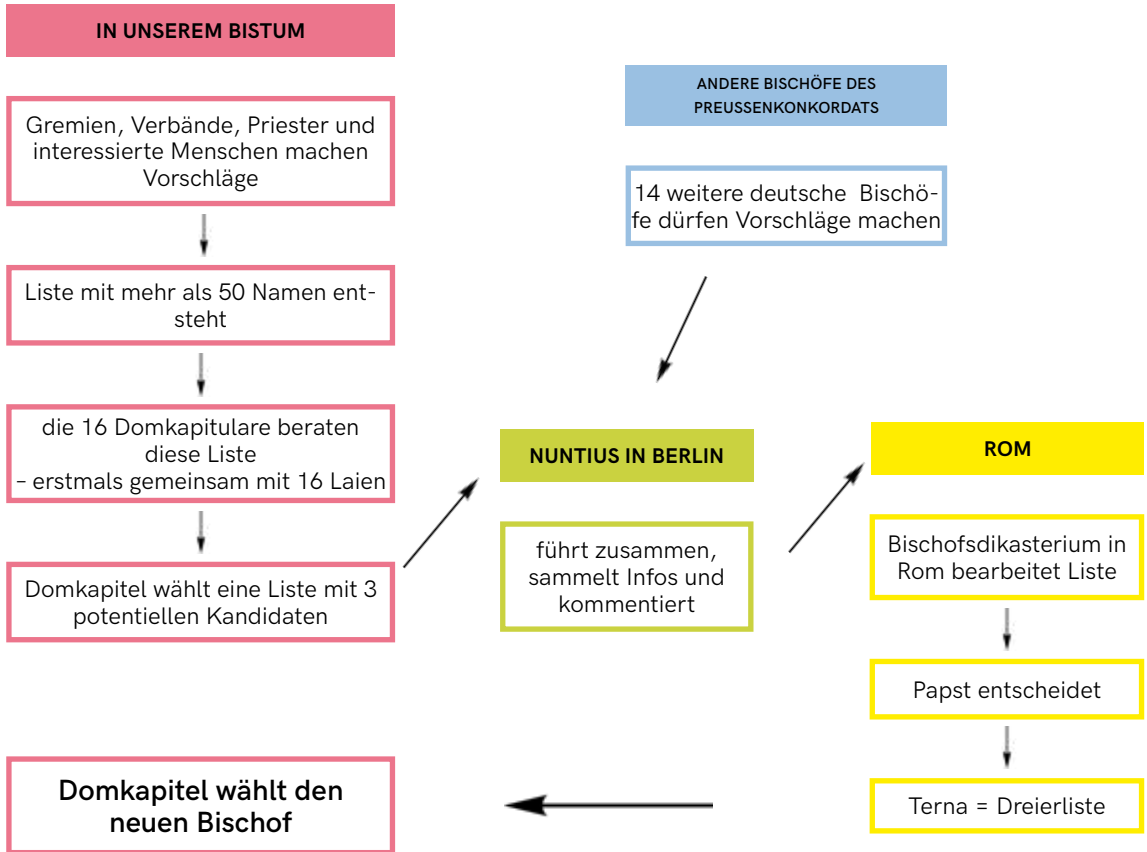 IN UNSEREM BISTUM
Gremien, Verbände, Priester und
interessierte Menschen machen
Vorschläge
Liste mit mehr als 50 Namen ent-
steht
die 16 Domkapitulare beraten
diese Liste
– erstmals gemeinsam mit 16 Laien
Domkapitel wählt eine Liste mit 3
potentiellen Kandidaten
ANDERE BISCHÖFE DES
PREUSSENKONKORDATS
14 weitere deutsche Bischö-
fe dürfen Vorschläge machen
NUNTIUS IN BERLIN
führt zusammen,
sammelt Infos und
kommentiert
ROM
Bischofsdikasterium in
Rom bearbeitet Liste
Papst entscheidet
Terna = Dreierliste
Domkapitel wählt den
neuen Bischof